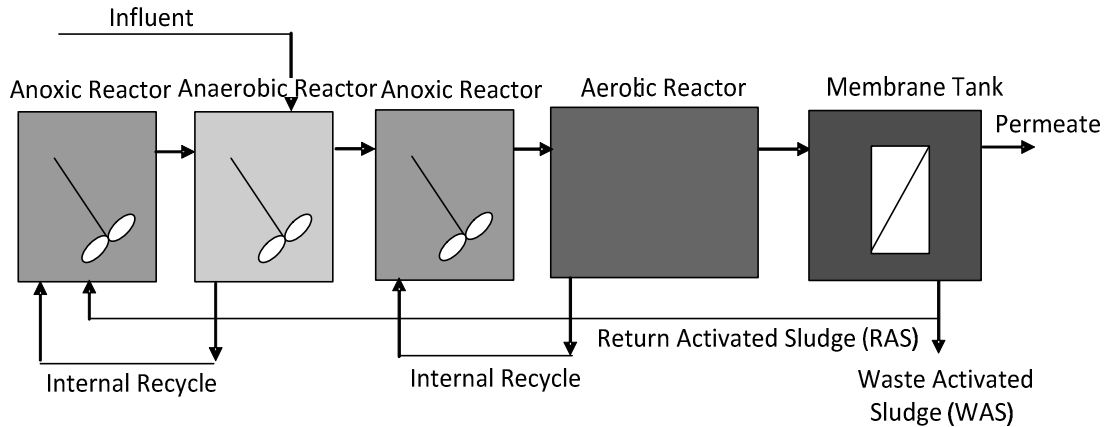 Influent
Anoxic Reactor
Anaerobic Reactor
Anoxic Reactor
Aerobic Reactor
Membrane Tank
Permeate
Return Activated Sludge (RAS)
Internal Recycle
Internal Recycle
Waste Activated
Sludge (WAS)